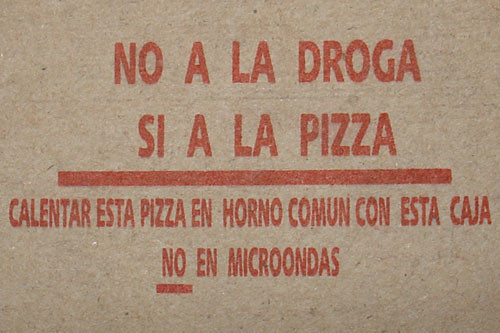 NO A LA DROGA
SI A LA PIZZA
CALENTAR ESTA PIZZA EN HORNO COMUN CON ESTA CAJA
NO EN MICROONDAS